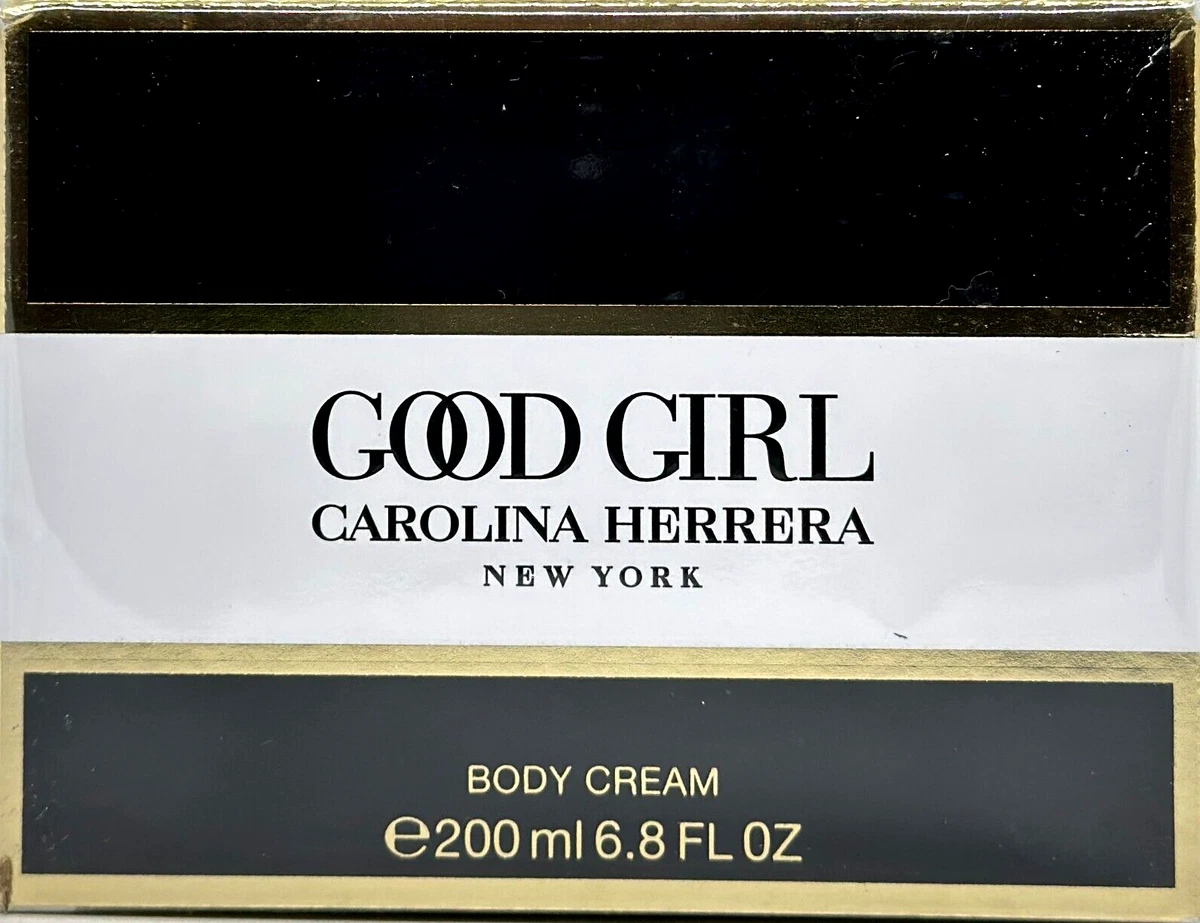 GOOD GIRL
CAROLINA HERRERA
NEW YORK
BODY CREAM
℮200 ml 6.8 FL OZ